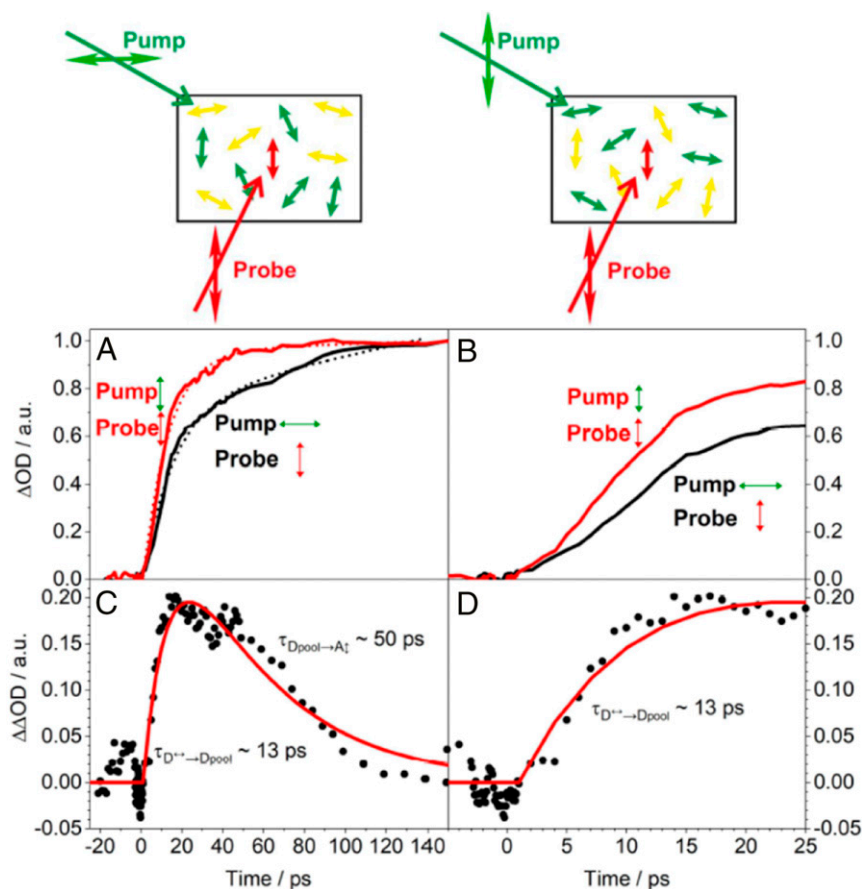 Pump
Pump
Probe
Probe
A
B
1.0
0.8
0.6
0.4
0.2
0.0
ΔOD / a.u.
Pump
Probe
Pump
Probe
Pump
Probe
Pump
Probe
1.0
0.8
0.6
0.4
0.2
0.0
C
D
0.20
0.15
0.10
0.05
0.00
-0.05
ΔΔOD / a.u.
τDpool→A↕ ~ 50 ps
τD↔→Dpool ~ 13 ps
τD↔→Dpool ~ 13 ps
0.20
0.15
0.10
0.05
0.00
-0.05
-20 0 20 40 60 80 100 120 140
0 5 10 15 20 25
Time / ps
Time / ps